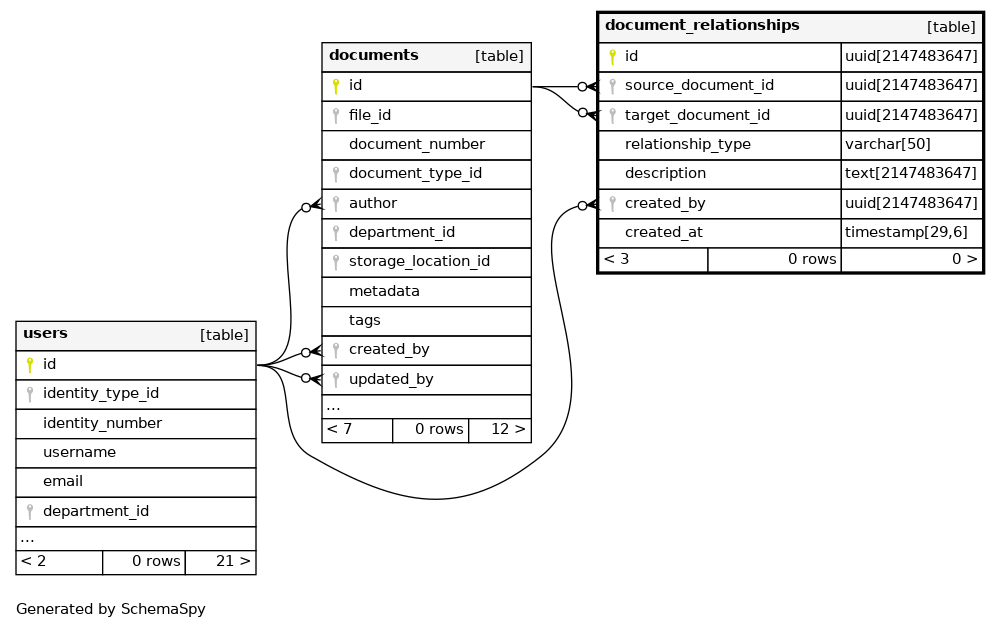 document_relationships [table]
id uuid[2147483647]
source_document_id uuid[2147483647]
target_document_id uuid[2147483647]
relationship_type varchar[50]
description text[2147483647]
created_by uuid[2147483647]
created_at timestamp[29,6]
< 3 0 rows 0 >
documents [table]
id
file_id
document_number
document_type_id
author
department_id
storage_location_id
metadata
tags
created_by
updated_by
...
< 7 0 rows 12 >
users [table]
id
identity_type_id
identity_number
username
email
department_id
...
< 2 0 rows 21 >
Generated by SchemaSpy